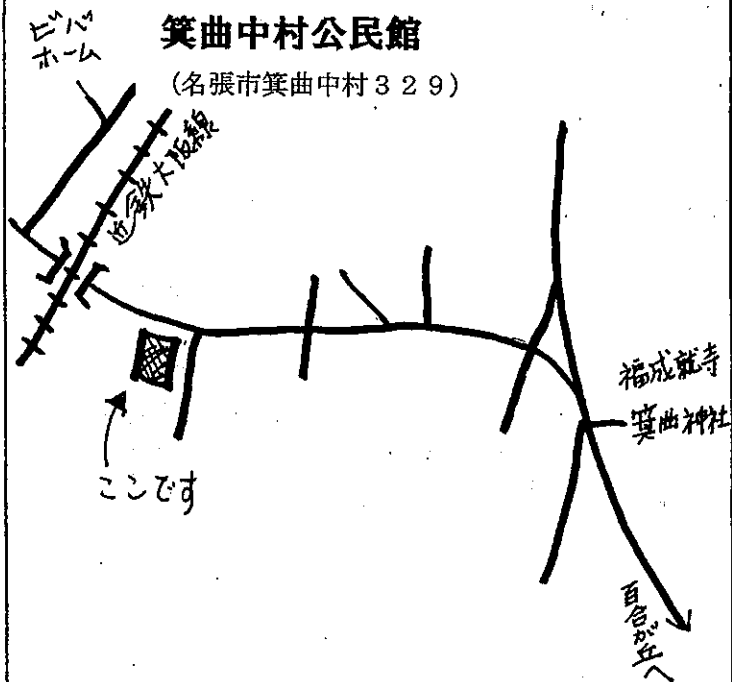 箕曲中村公民館
(名張市箕曲中村329)
ビバ
ホーム
近鉄大阪線
福成就寺
箕曲神社
ここです
百合が丘へ